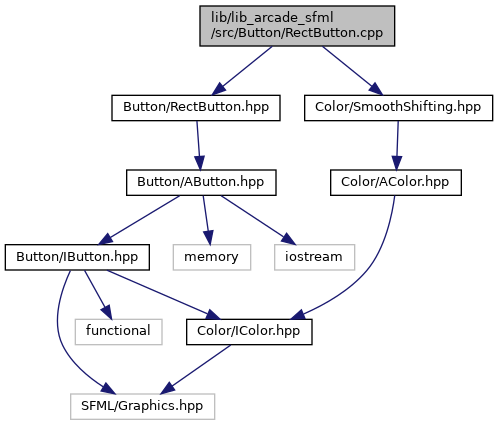 lib/lib_arcade_sfml
/src/Button/RectButton.cpp
Button/RectButton.hpp
Color/SmoothShifting.hpp
Button/AButton.hpp
Color/AColor.hpp
Button/IButton.hpp
memory
iostream
functional
Color/IColor.hpp
SFML/Graphics.hpp